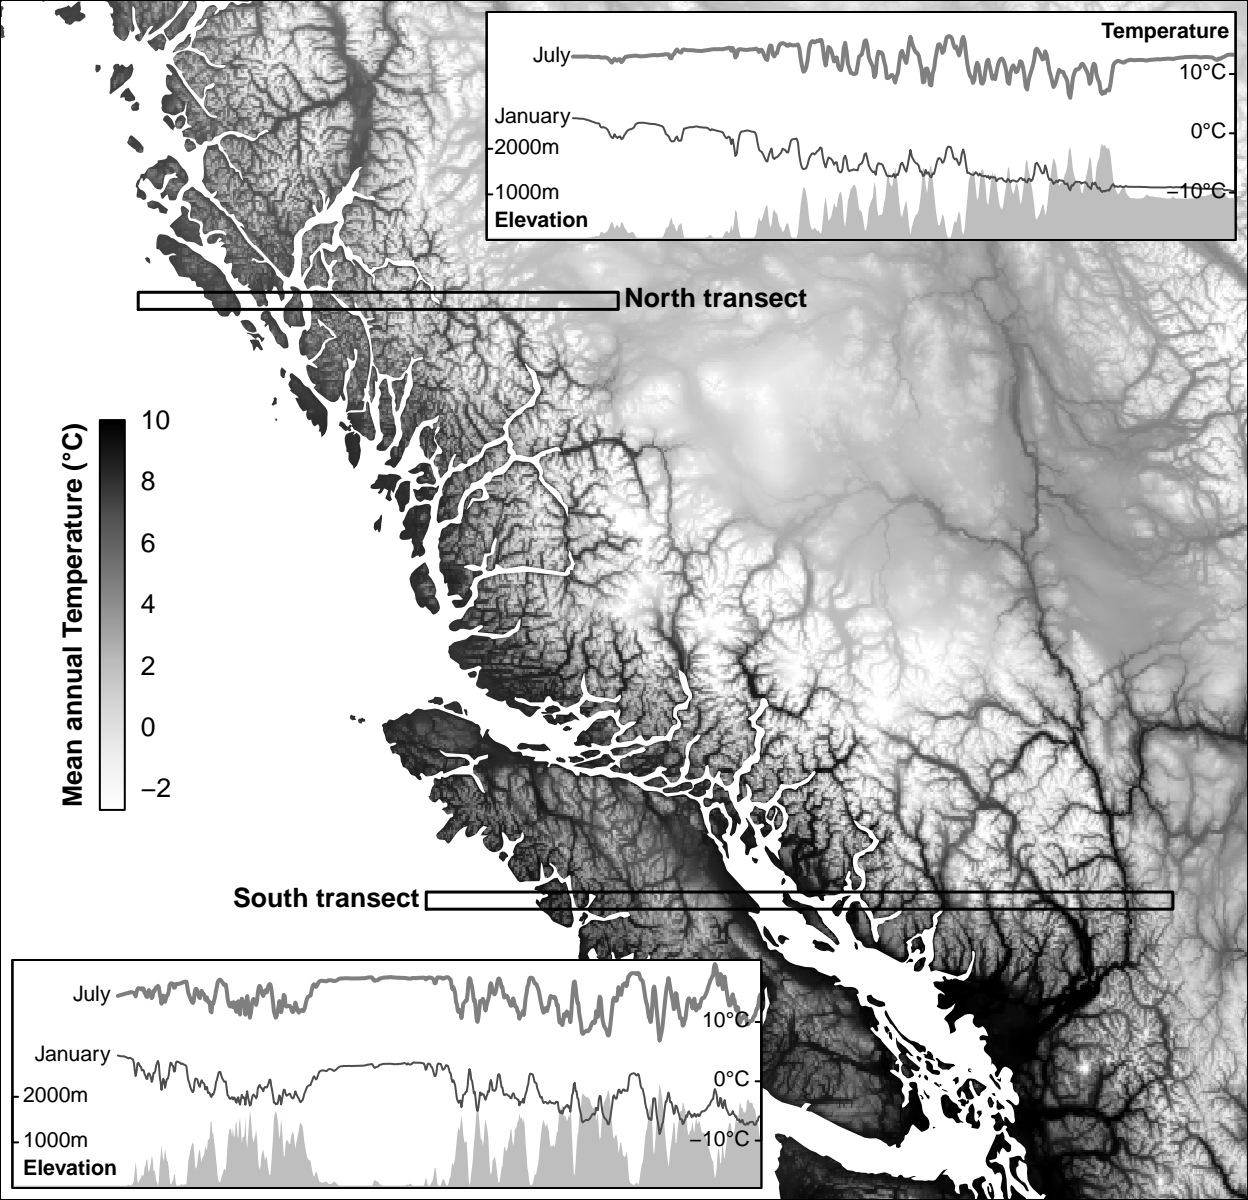 Temperature
July
10°C
January
0°C
2000m
1000m
−10°C
Elevation
North transect
Mean annual Temperature (°C)
10
8
6
4
2
0
−2
South transect
July
10°C
January
0°C
2000m
1000m
−10°C
Elevation